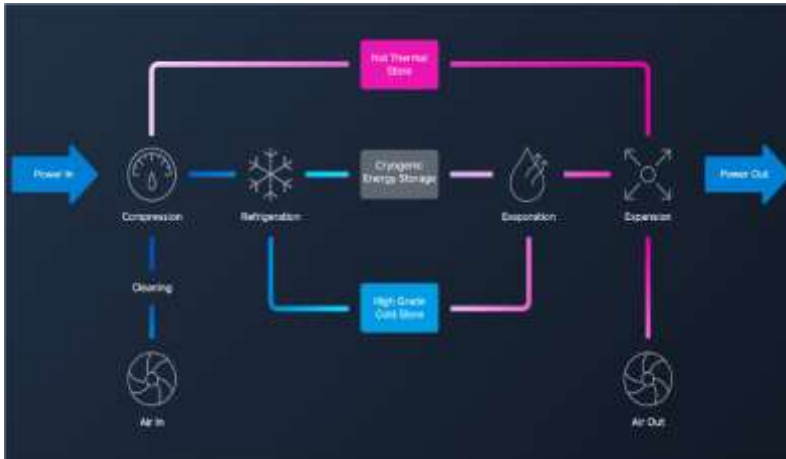 Hot Thermal
Store
Power In
Compression
Refrigeration
Cryogenic
Energy Storage
Evaporation
Expansion
Power Out
Cleaning
High Grade
Cold Store
Air In
Air Out